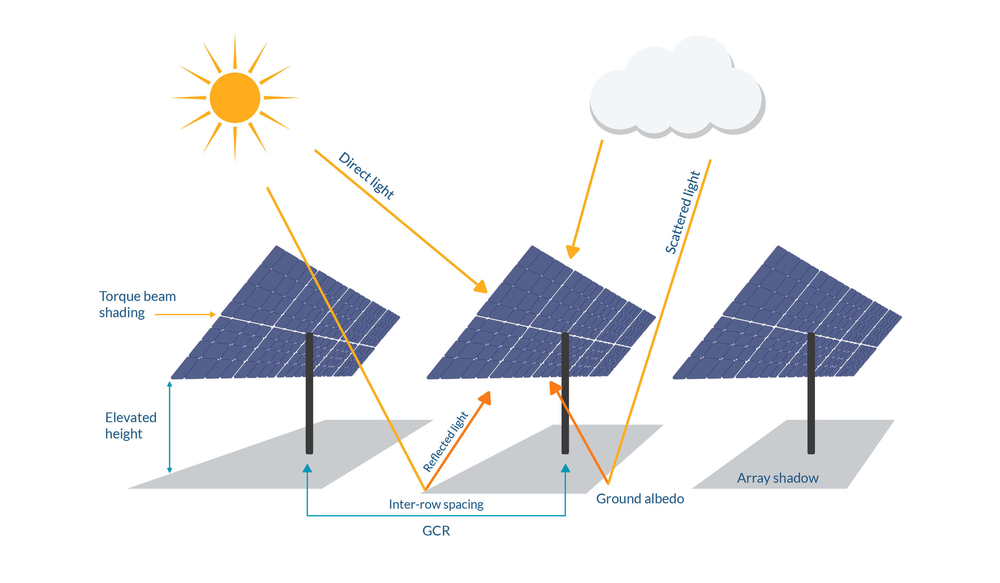 Direct light
Scattered light
Torque beam
shading
Elevated
height
Reflected light
Array shadow
Inter-row spacing
Ground albedo
GCR